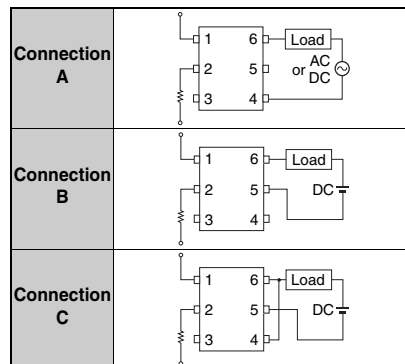 Connection
A
1 6 Load
2 5 or AC
DC
3 4
Connection
B
1 6 Load
2 5 DC
3 4
Connection
C
1 6 Load
2 5 DC
3 4